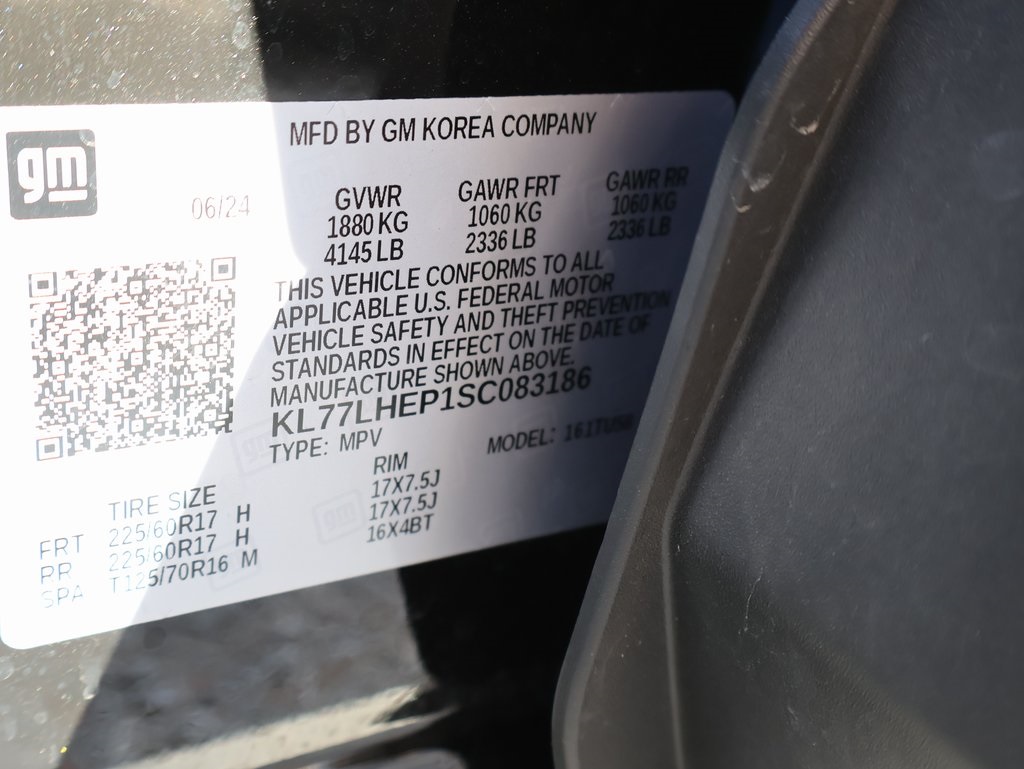 gm
MFD BY GM KOREA COMPANY
06/24
GVWR GAWR FRT GAWR RR
1880 KG 1060 KG 1060 KG
4145 LB 2336 LB 2336 LB
THIS VEHICLE CONFORMS TO ALL
APPLICABLE U.S. FEDERAL MOTOR
VEHICLE SAFETY AND THEFT PREVENTION
STANDARDS IN EFFECT ON THE DATE OF
MANUFACTURE SHOWN ABOVE.
KL77LHEP1SC083186
TYPE: MPV MODEL:
TIRE SIZE RIM
FRT 225/60R17 H 17X7.5J
RR 225/60R17 H 17X7.5J
SPA T125/70R16 M 16X4BT